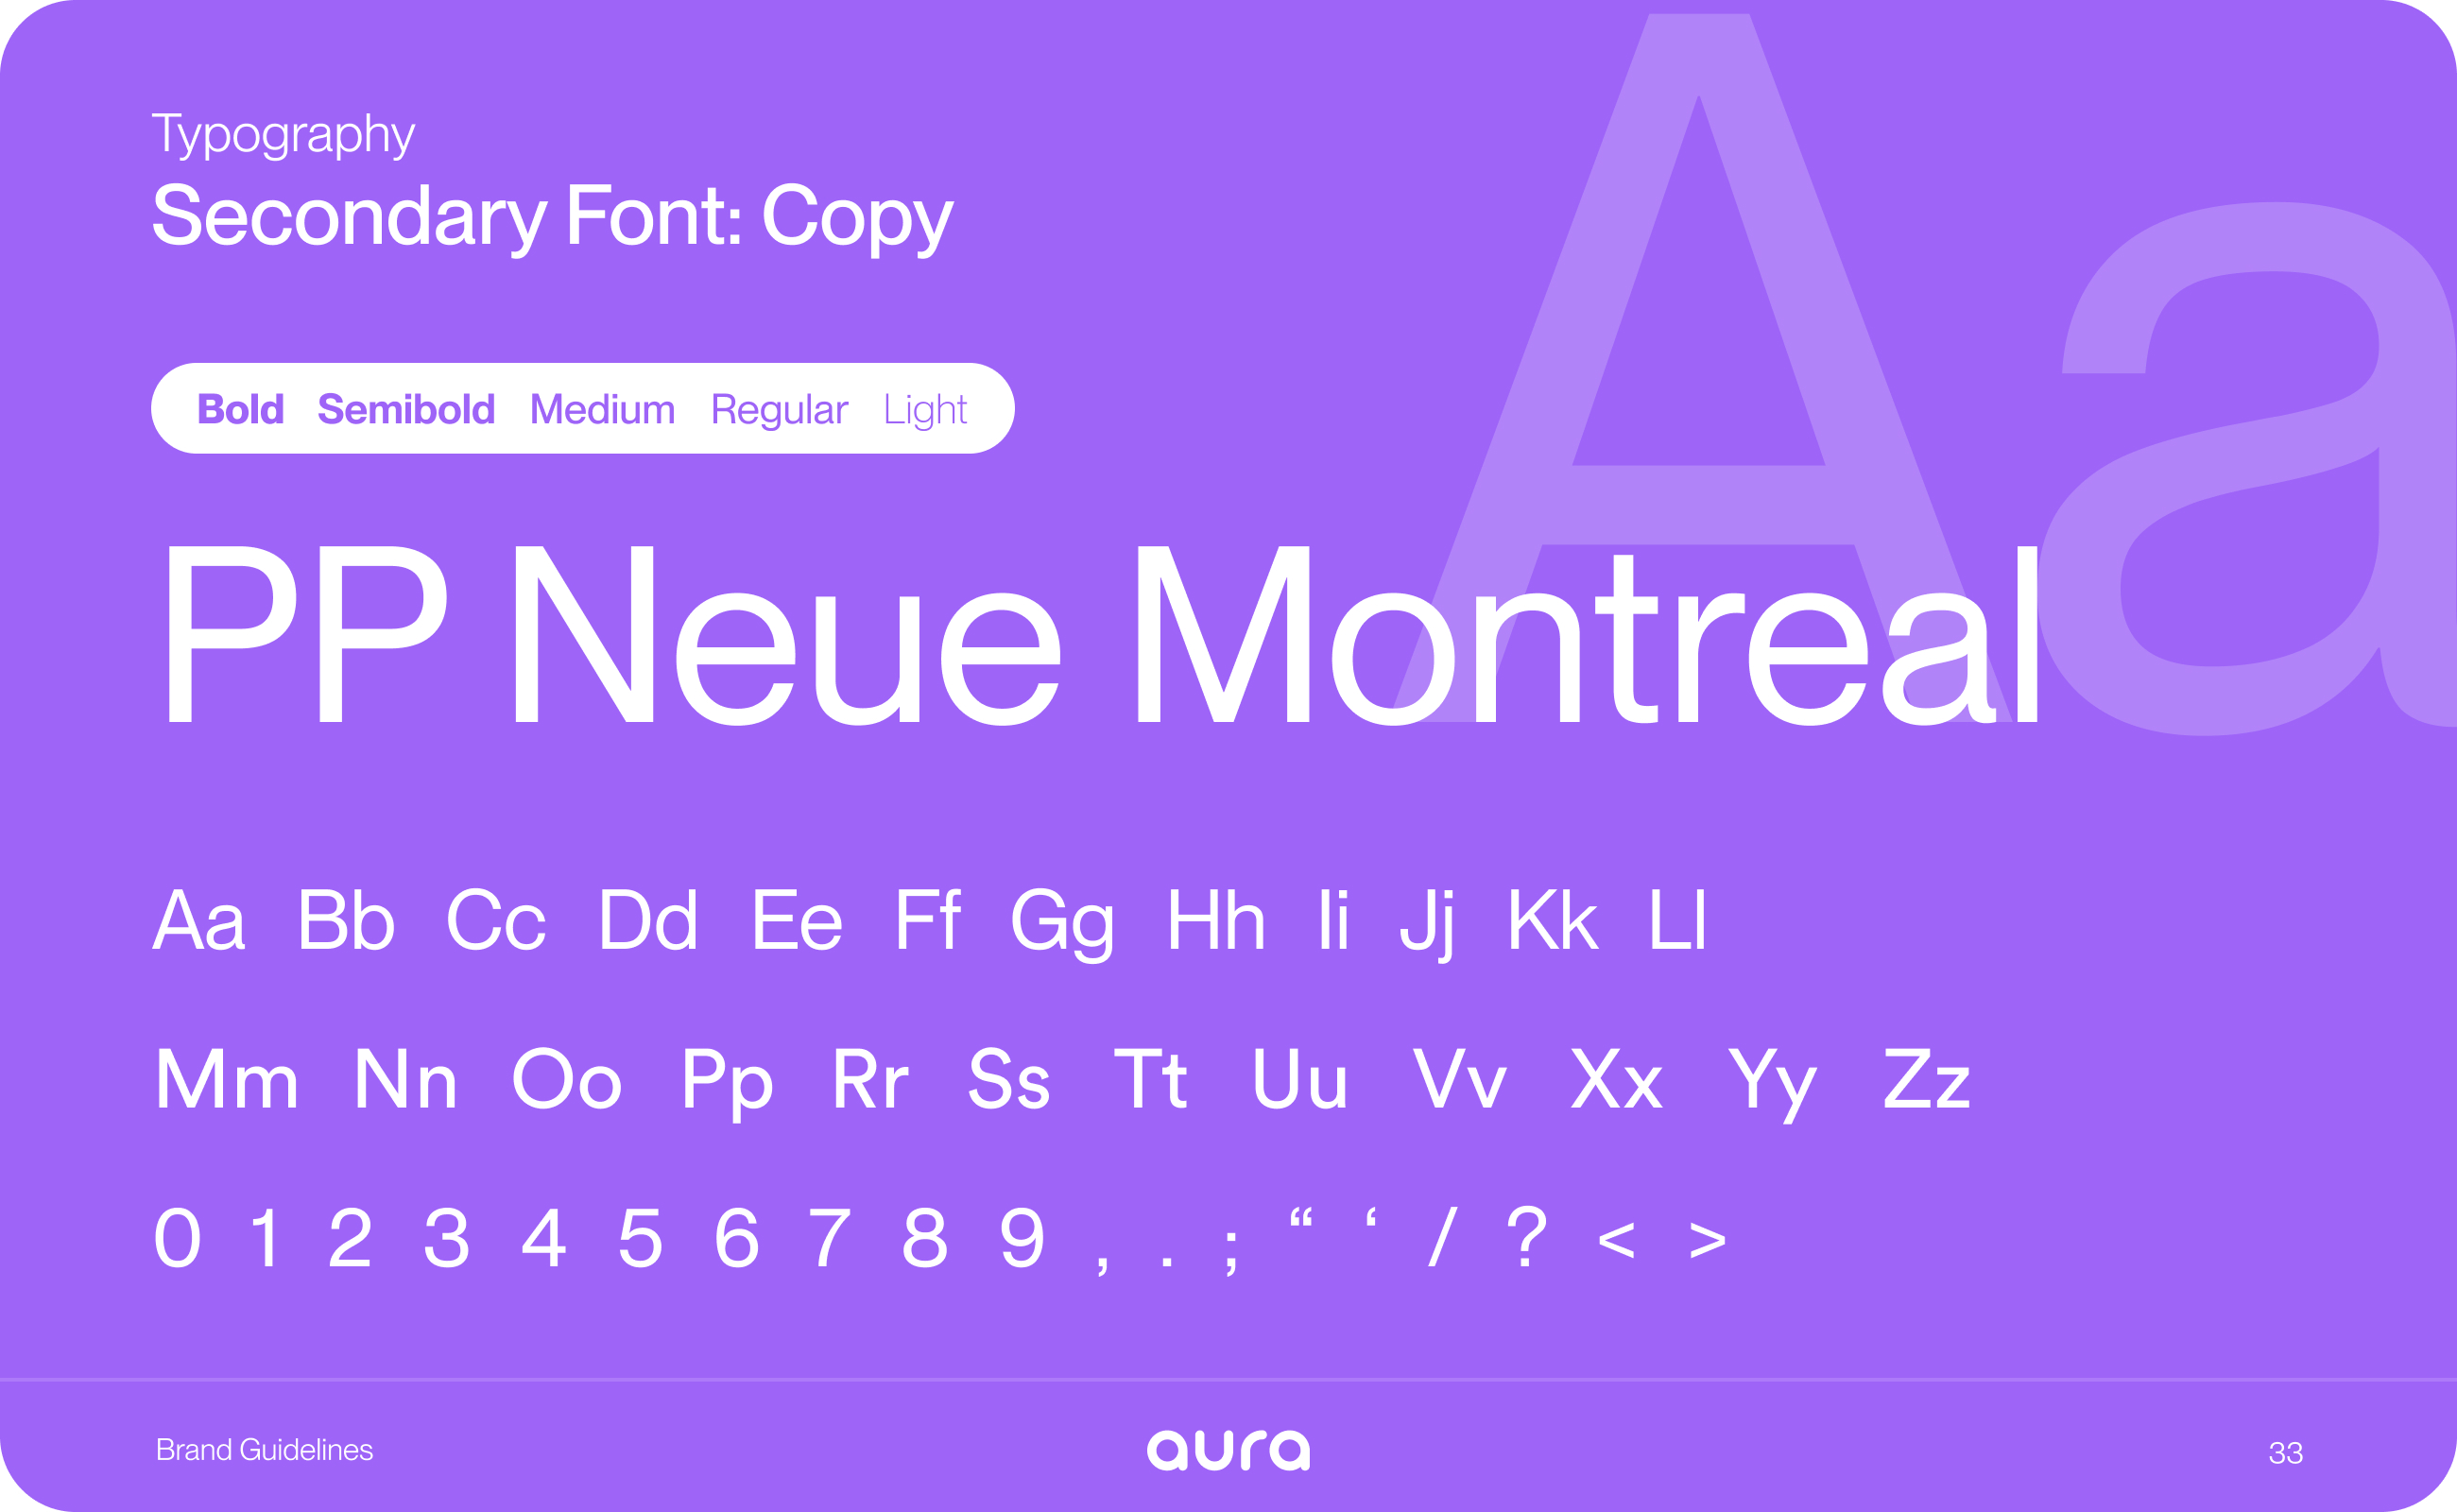 Typography
Secondary Font: Copy
Aa
Bold Semibold Medium Regular Light
PP Neue Montreal
Aa Bb Cc Dd Ee Ff Gg Hh Ii Jj Kk Ll
Mm Nn Oo Pp Rr Ss Tt Uu Vv Xx Yy Zz
0 1 2 3 4 5 6 7 8 9 , . ; “ ‘ / ? < >
Brand Guidelines
aura
33